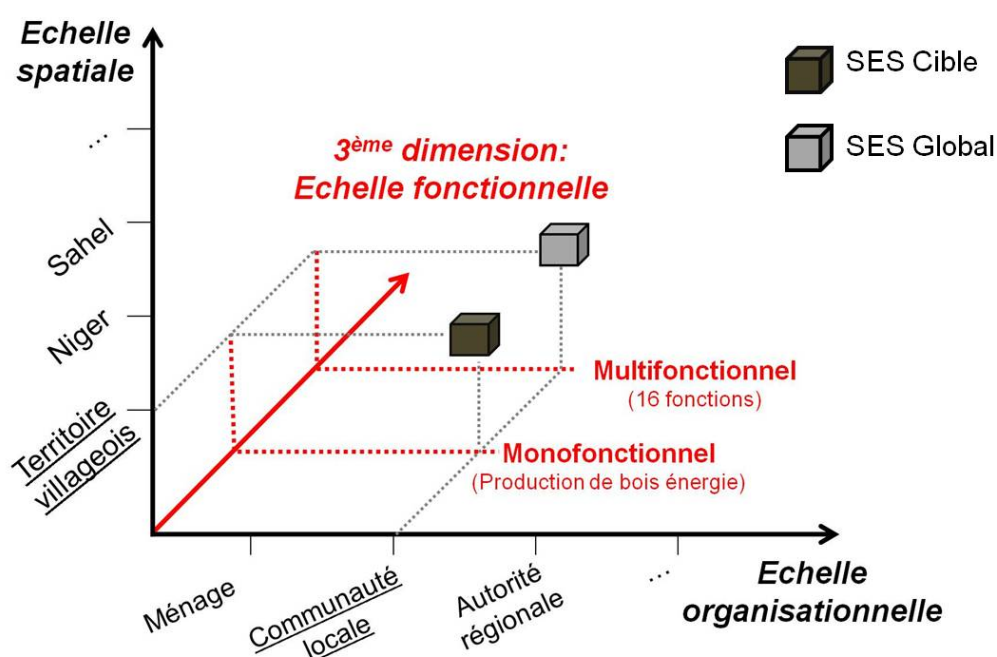 Echelle
spatiale
SES Cible
SES Global
3ème dimension:
Echelle fonctionnelle
...
Sahel
Niger
Territoire
villageois
Multifonctionnel
(16 fonctions)
Monofonctionnel
(Production de bois énergie)
Ménage
Communauté
locale
Autorité
régionale
...
Echelle
organisationnelle